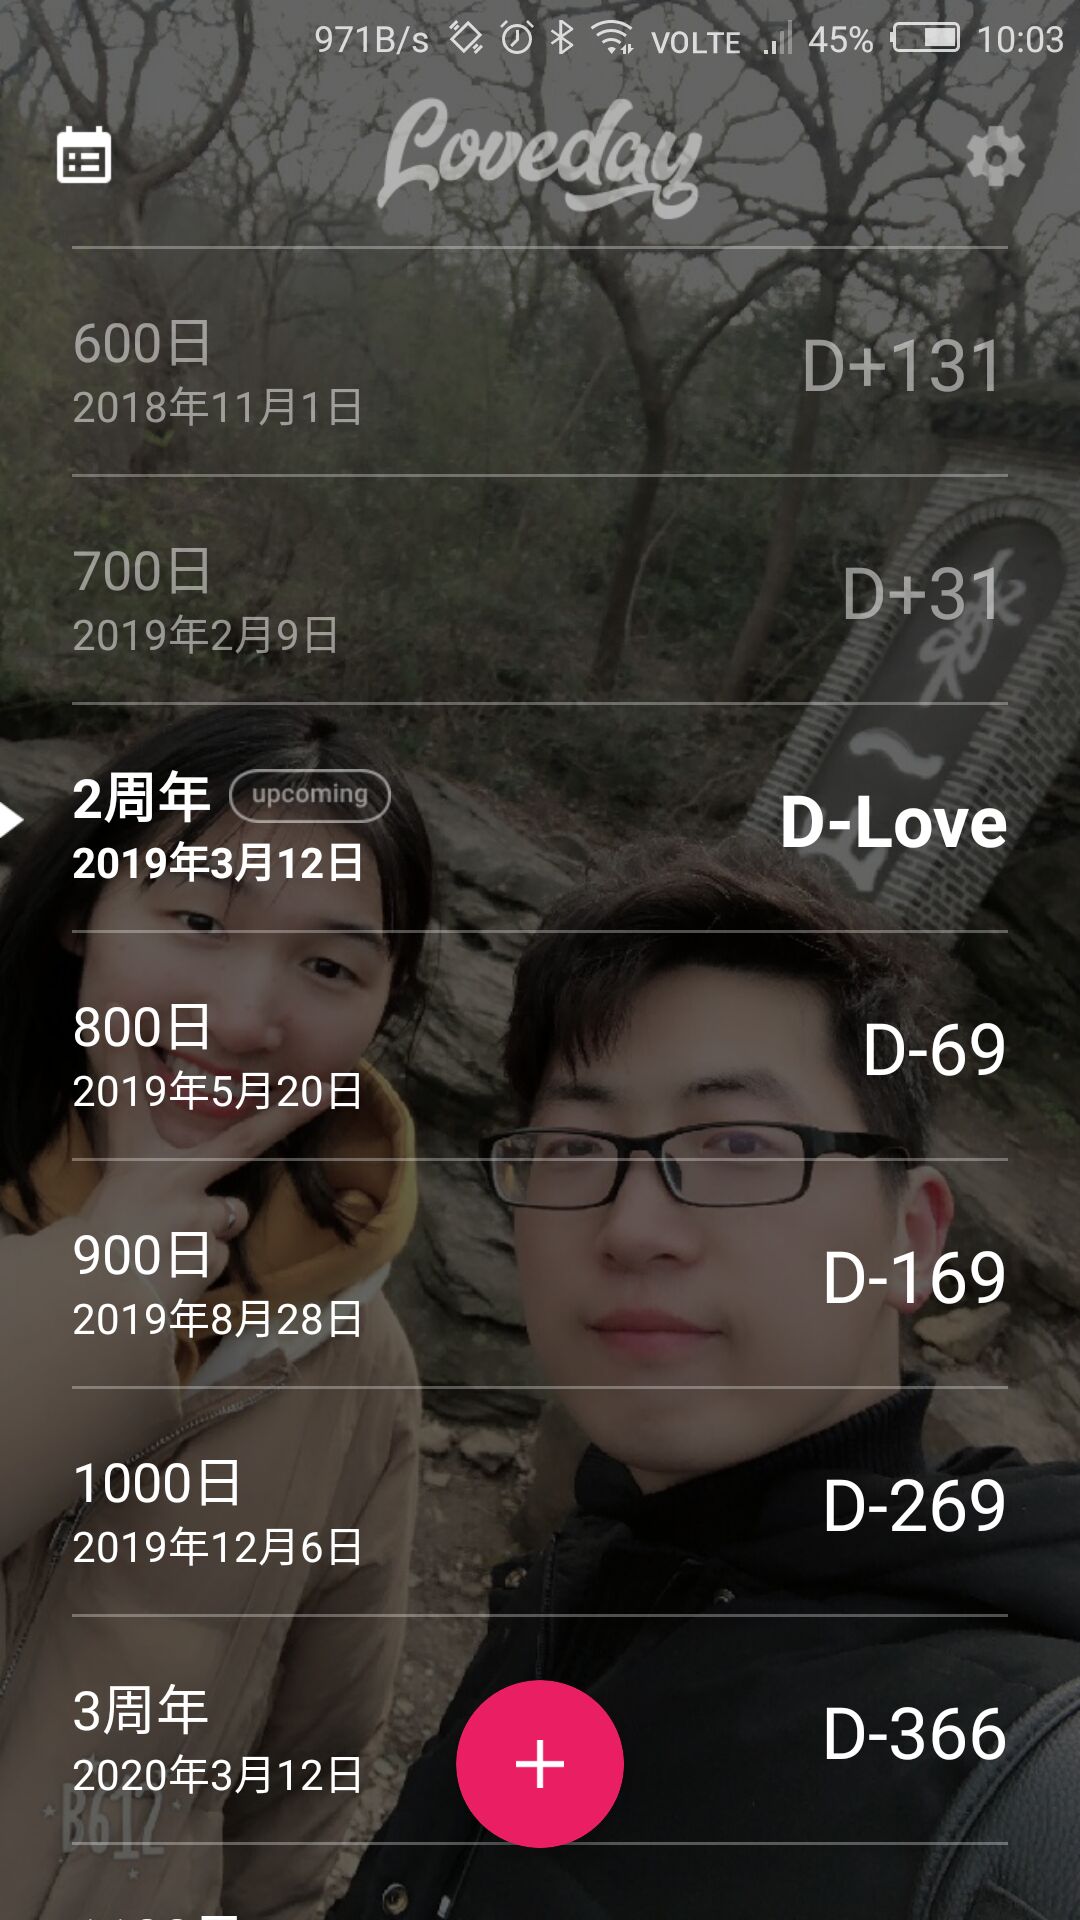 971B/s VOLTE 45% 10:03
Loveday
600日
D+131
2018年11月1日
700日
D+31
2019年2月9日
2周年 upcoming
D-Love
2019年3月12日
800日
D-69
2019年5月20日
900日
D-169
2019年8月28日
1000日
D-269
2019年12月6日
3周年
D-366
2020年3月12日
B612